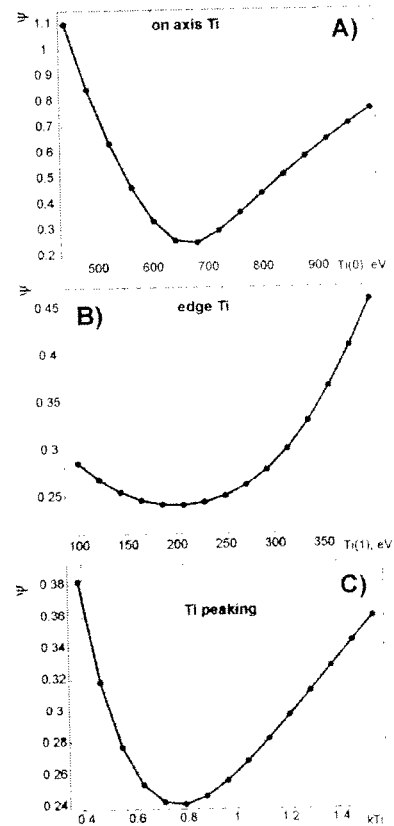 Ψ
on axis Ti
A)
1.1
1
0.9
0.8
0.7
0.6
0.5
0.4
0.3
0.2
500 600 700 800 900 Ti(0) eV
Ψ
B)
edge Ti
0 45
0 4
0 35
0 3
0 25
100 150 200 250 300 350 Ti(1), eV
Ψ
C)
Ti peaking
0 38
0 36
0 34
0 32
0 3
0 28
0 26
0 24
0 4 0 6 0.8 1 1 2 1 4 kTi